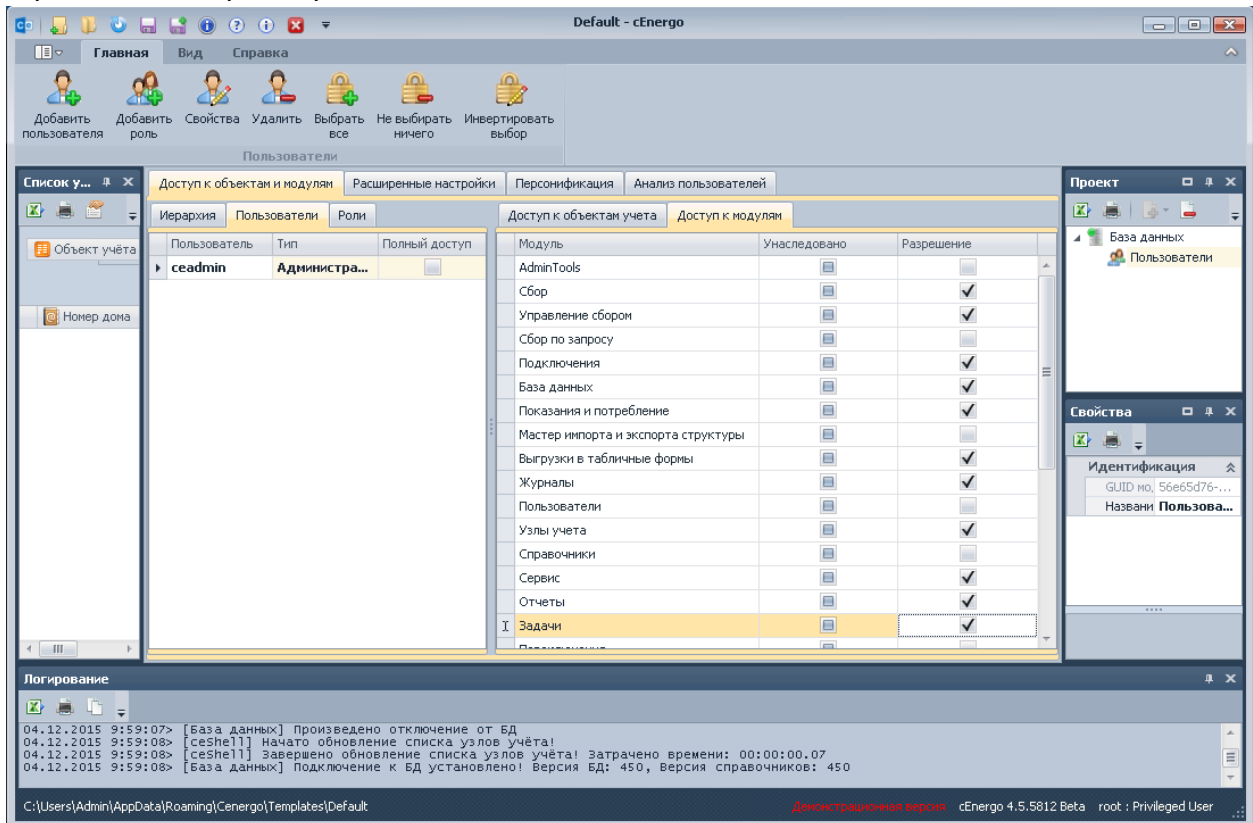 Default - cEnergo
Главная Вид Справка
Добавить пользователя
Добавить роль
Свойства
Удалить
Выбрать все
Не выбирать ничего
Инвертировать выбор
Пользователи
Список у...
Объект учёта
Номер дома
Доступ к объектам и модулям Расширенные настройки Персонификация Анализ пользователей
Иерархия Пользователи Роли
Пользователь Тип Полный доступ
ceadmin Администра...
Доступ к объектам учета Доступ к модулям
Модуль Унаследовано Разрешение
AdminTools
Сбор
Управление сбором
Сбор по запросу
Подключения
База данных
Показания и потребление
Мастер импорта и экспорта структуры
Выгрузки в табличные формы
Журналы
Пользователи
Узлы учета
Справочники
Сервис
Отчеты
Задачи
Проект
База данных
Пользователи
Свойства
Идентификация
GUID мо, 56e65d76-...
Названи Пользова...
Логирование
04.12.2015 9:59:07> [База данных] Произведено отключение от БД
04.12.2015 9:59:08> [ceShell] Начато обновление списка узлов учёта!
04.12.2015 9:59:08> [ceShell] Завершено обновление списка узлов учёта! Затрачено времени: 00:00:00.07
04.12.2015 9:59:08> [База данных] Подключение к БД установлено! Версия БД: 450, Версия справочников: 450
C:\Users\Admin\AppData\Roaming\Cenergo\Templates\Default Демонстрационная версия cEnergo 4.5.5812 Beta root : Privileged User